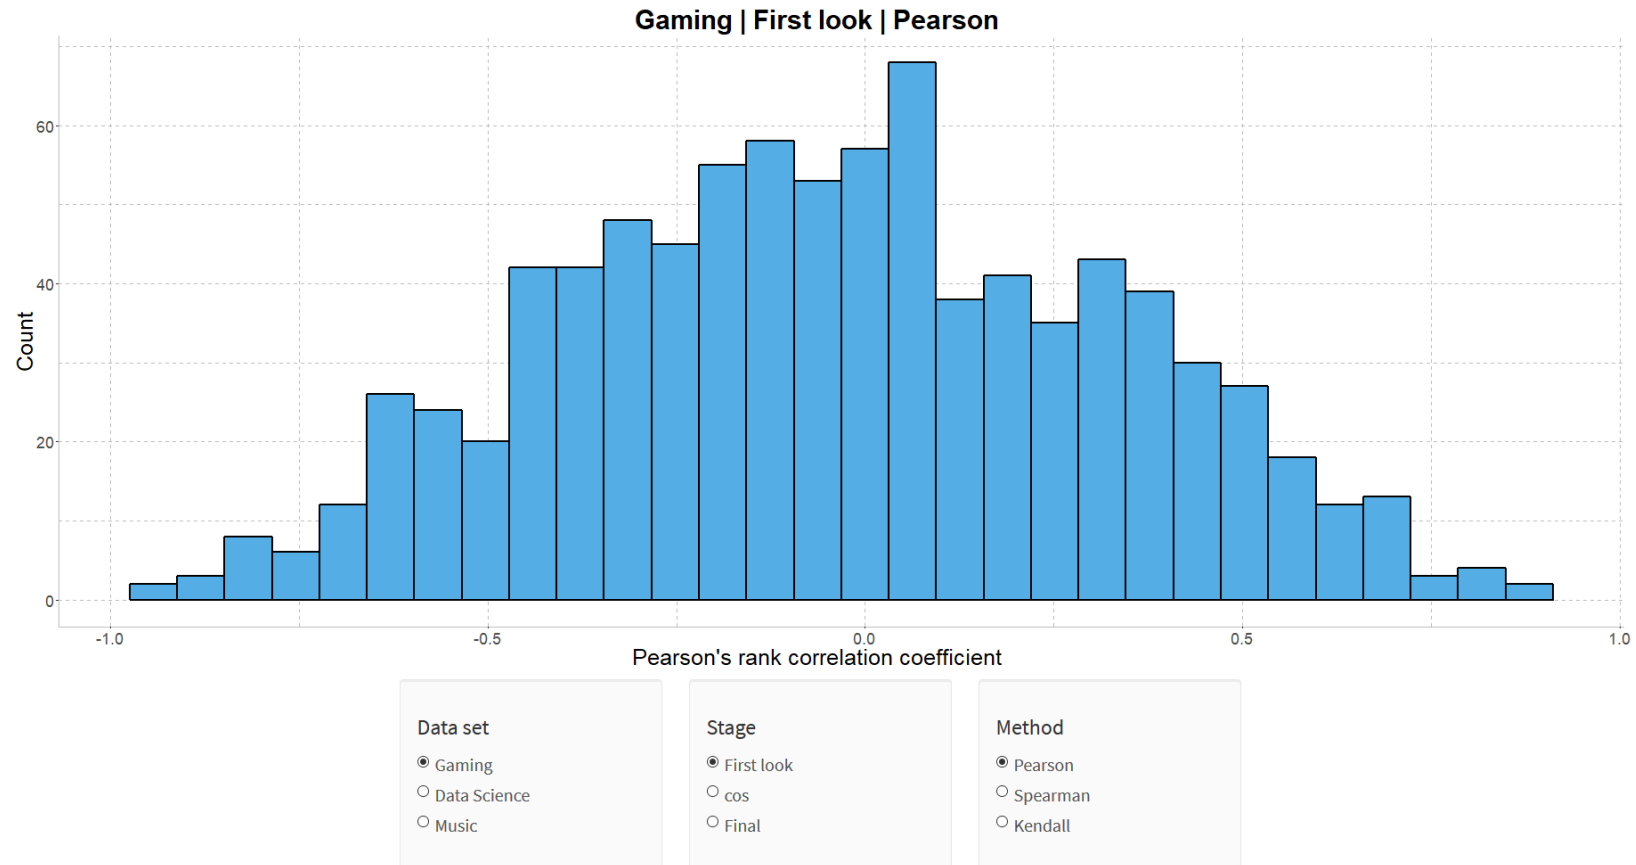 Gaming | First look | Pearson
60
40
20
0
Count
-1.0 -0.5 0.0 0.5 1.0
Pearson's rank correlation coefficient
Data set
Gaming
Data Science
Music
Stage
First look
cos
Final
Method
Pearson
Spearman
Kendall